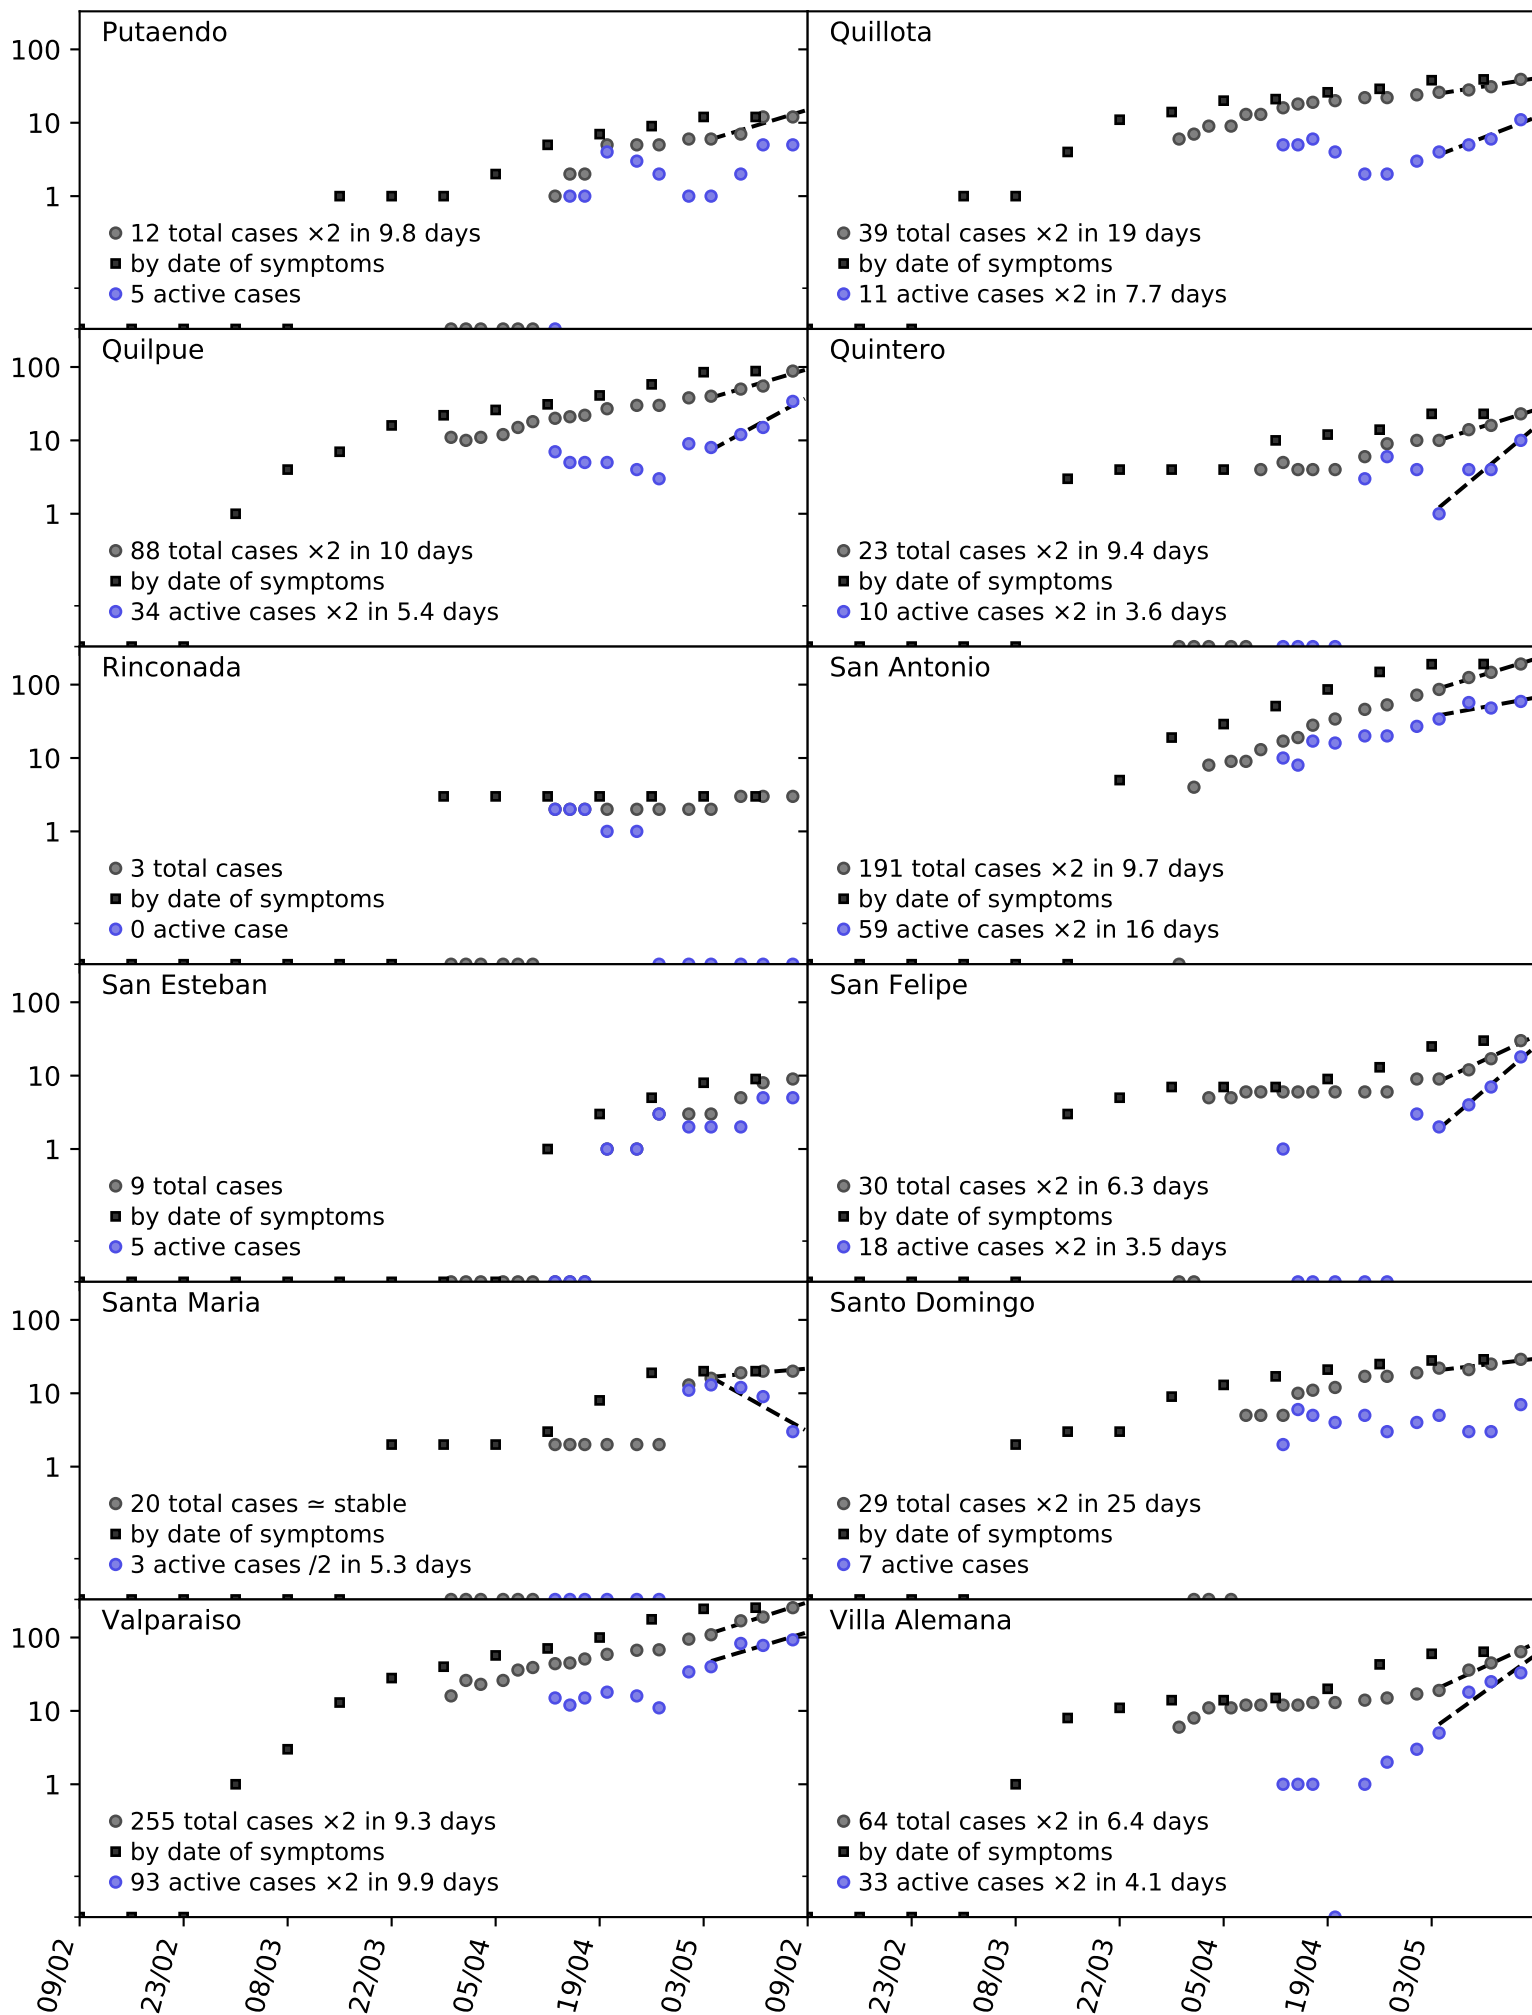 Putaendo
100
10
1
12 total cases ×2 in 9.8 days
by date of symptoms
5 active cases
Quillota
39 total cases ×2 in 19 days
by date of symptoms
11 active cases ×2 in 7.7 days
Quilpue
100
10
1
88 total cases ×2 in 10 days
by date of symptoms
34 active cases ×2 in 5.4 days
Quintero
23 total cases ×2 in 9.4 days
by date of symptoms
10 active cases ×2 in 3.6 days
Rinconada
100
10
1
3 total cases
by date of symptoms
0 active case
San Antonio
191 total cases ×2 in 9.7 days
by date of symptoms
59 active cases ×2 in 16 days
San Esteban
100
10
1
9 total cases
by date of symptoms
5 active cases
San Felipe
30 total cases ×2 in 6.3 days
by date of symptoms
18 active cases ×2 in 3.5 days
Santa Maria
100
10
1
20 total cases ≃ stable
by date of symptoms
3 active cases /2 in 5.3 days
Santo Domingo
29 total cases ×2 in 25 days
by date of symptoms
7 active cases
Valparaiso
100
10
1
255 total cases ×2 in 9.3 days
by date of symptoms
93 active cases ×2 in 9.9 days
Villa Alemana
64 total cases ×2 in 6.4 days
by date of symptoms
33 active cases ×2 in 4.1 days
09/02
23/02
08/03
22/03
05/04
19/04
03/05
09/02
23/02
08/03
22/03
05/04
19/04
03/05